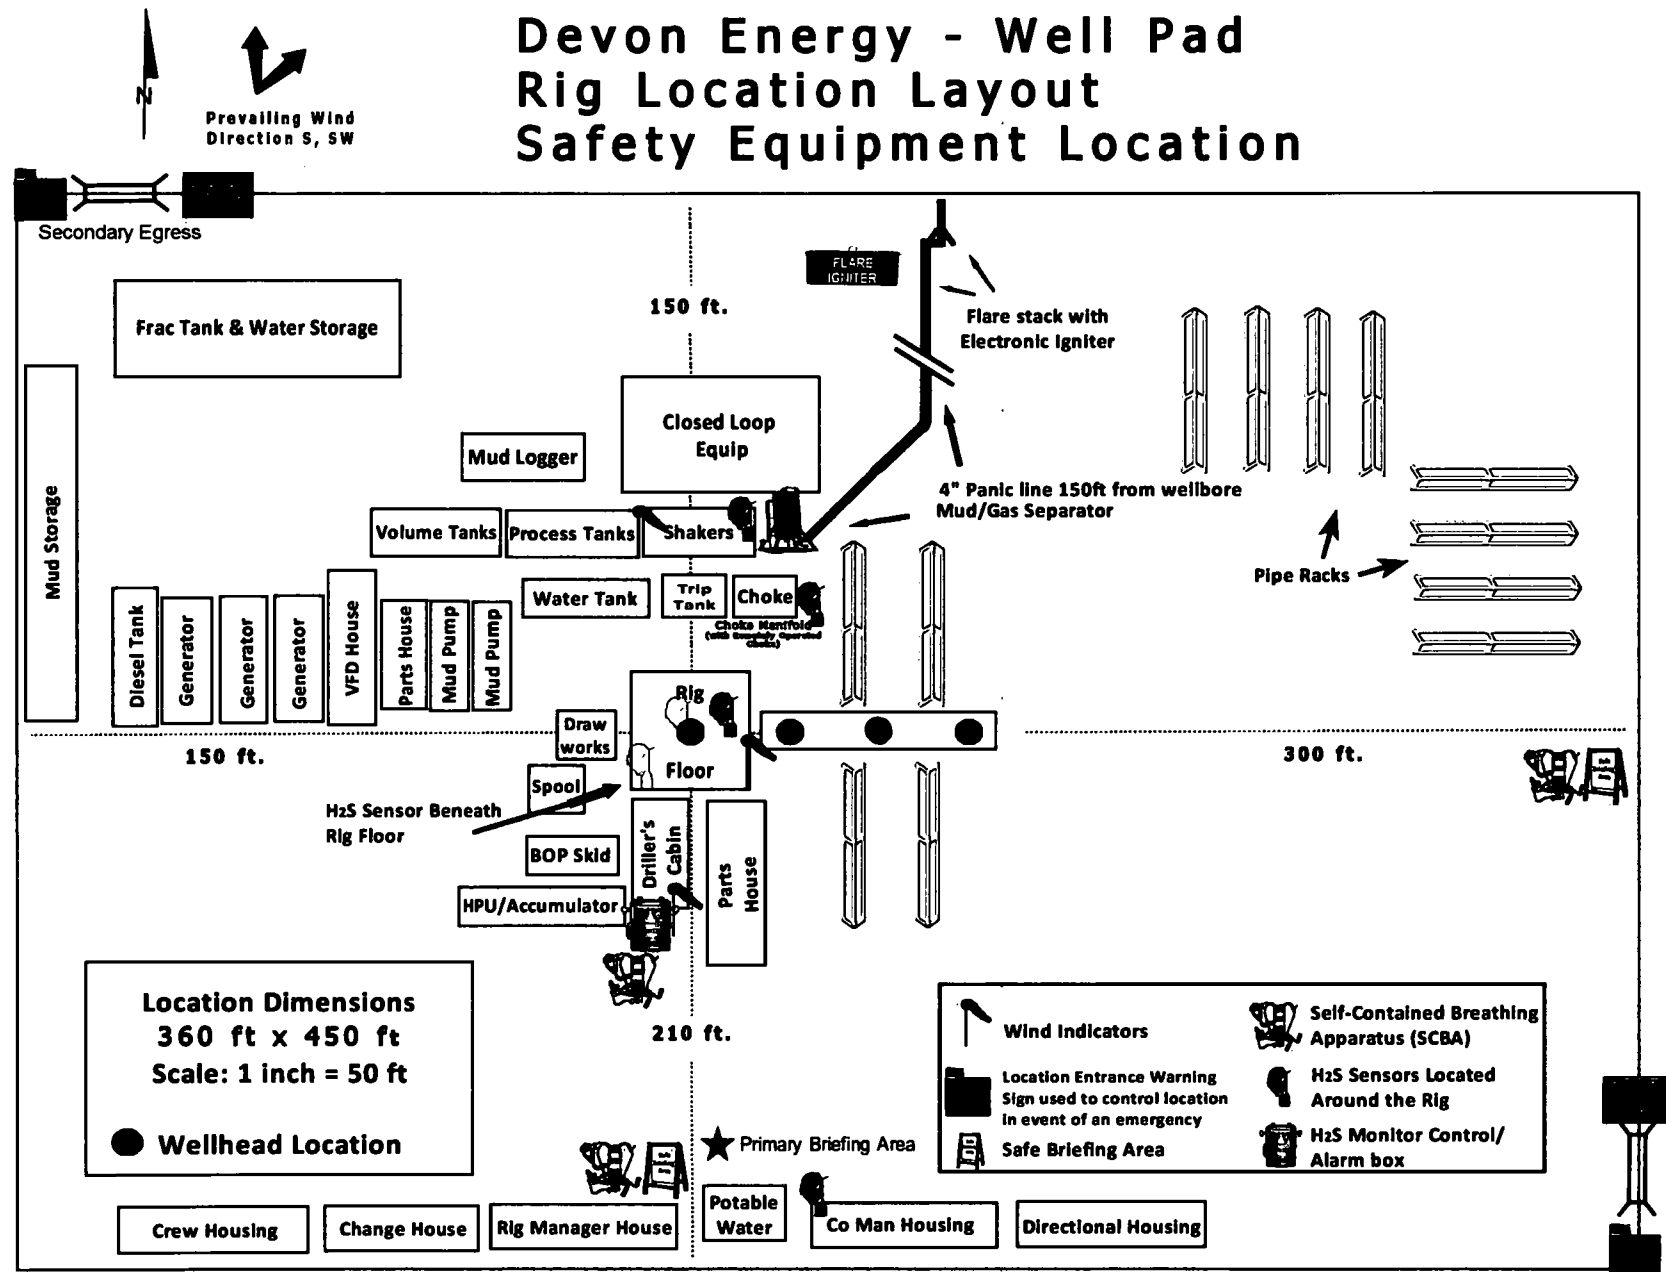 Devon Energy - Well Pad
Rig Location Layout
Safety Equipment Location
N
Prevailing Wind
Direction S, SW
Secondary Egress
FLARE
IGNITER
150 ft.
Flare stack with
Electronic Igniter
Frac Tank & Water Storage
Closed Loop
Equip
Mud Logger
4" Panic line 150ft from wellbore
Mud/Gas Separator
Mud Storage
Volume Tanks
Process Tanks
Shakers
Pipe Racks
Water Tank
Trip
Tank
Choke
Choke Manifold
(with Remotely Operated
Choke)
Diesel Tank
Generator
Generator
Generator
VFD House
Parts House
Mud Pump
Mud Pump
Rig
Floor
Draw
works
150 ft.
300 ft.
Spool
H2S Sensor Beneath
Rig Floor
BOP Skid
Driller's
Cabin
Parts
House
HPU/Accumulator
Location Dimensions
360 ft x 450 ft
Scale: 1 inch = 50 ft
Wellhead Location
210 ft.
Wind Indicators
Location Entrance Warning
Sign used to control location
in event of an emergency
Safe Briefing Area
Self-Contained Breathing
Apparatus (SCBA)
H2S Sensors Located
Around the Rig
H2S Monitor Control/
Alarm box
Primary Briefing Area
Crew Housing
Change House
Rig Manager House
Potable
Water
Co Man Housing
Directional Housing